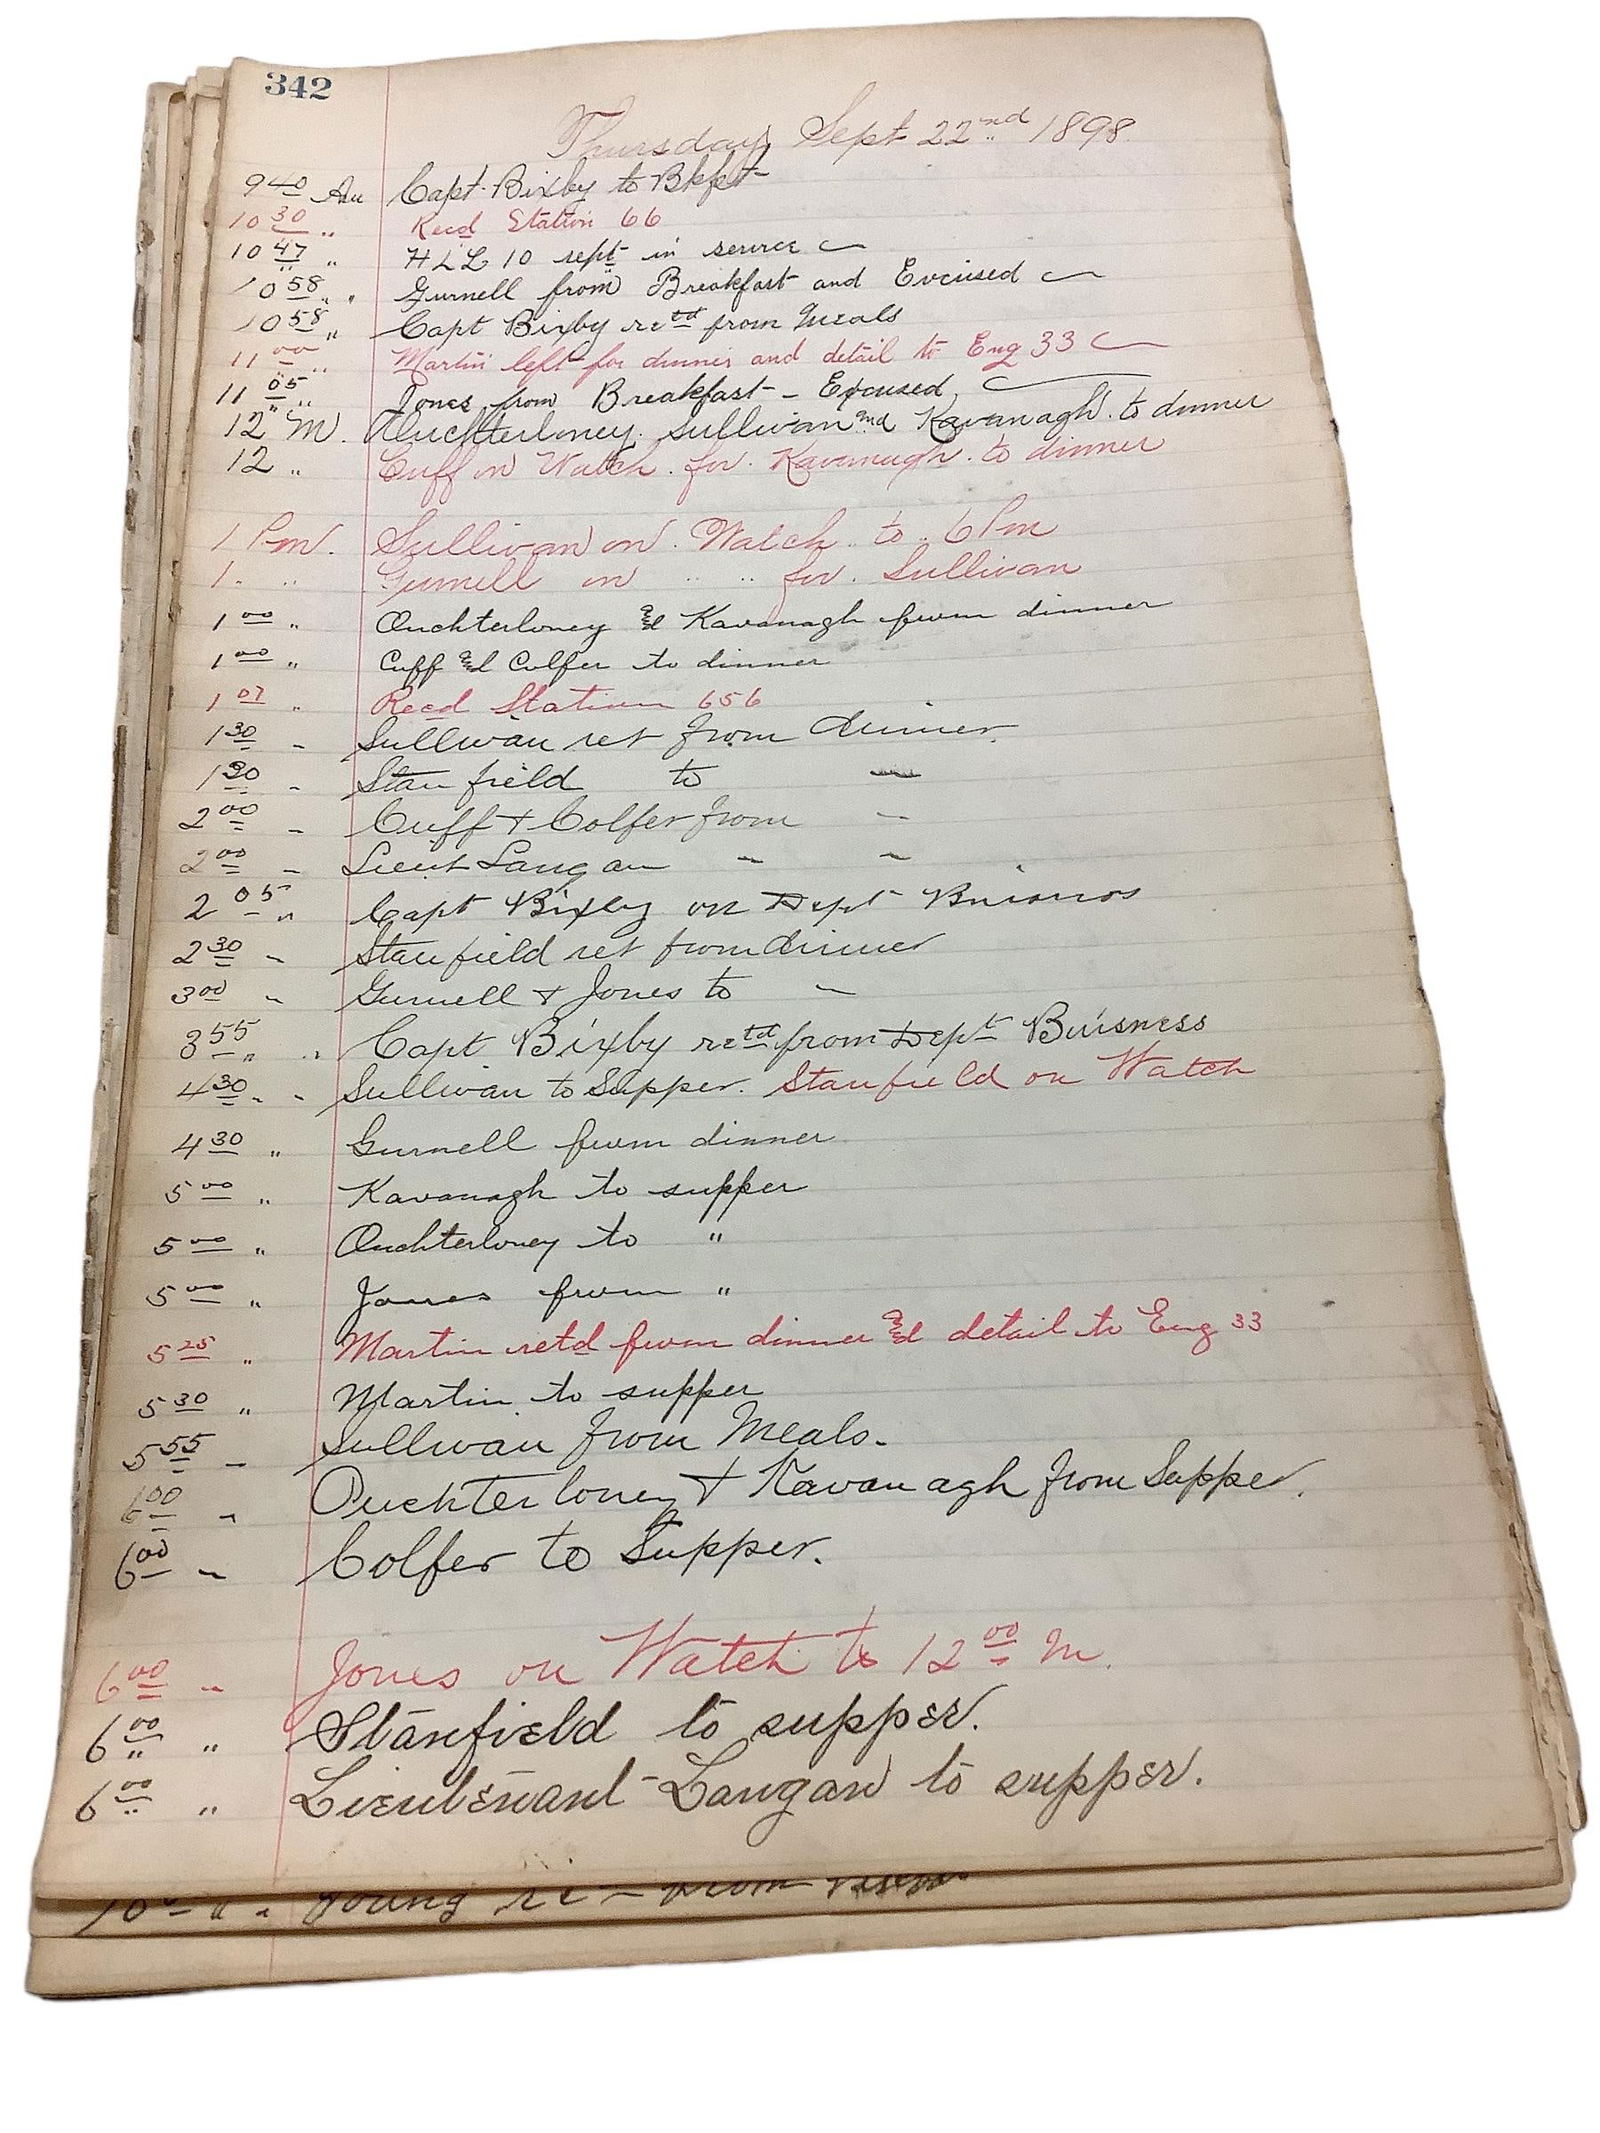 342
Thursday Sept 22nd 1898.
9 40 Am Capt. Bixby to Bkfst
10 30 " Recd Station 66
10 47 " H & L 10 rept in service
10 58 " " Gurnell from Breakfast and Excused
10 58 " Capt Bixby retd from Meals
11 00 " Martin left for dinner and detail to Eng 33
11 05 " Jones from Breakfast - Excused
12 M. Ouchterloney. Sullivan and Kavanagh. to dinner
12 " Cuff on Watch. for. Kavanagh. to dinner
1 Pm. Sullivan on. Watch. to. 6 Pm
1. " Gurnell on " " for. Sullivan
1 00 " Ouchterloney and Kavanagh from dinner
1 00 " Cuff and Colfer to dinner
1 07 " Recd Station 656
1 30 " Sullivan ret from dinner.
1 30 " Stanfield to "
2 00 " Cuff + Colfer from "
2 00 " Lieut Langan " "
2 05 " Capt Bixby on Dept Buisness
2 30 " Stanfield ret from dinner
3 00 " Gurnell + Jones to "
3 55 " " Capt Bixby retd from Dept Buisness
4 30 " " Sullivan to Supper. Stanfield on Watch
4 30 " Gurnell from dinner
5 00 " Kavanagh to supper
5 00 " Ouchterloney to "
5 00 " Jones from "
5 25 " Martin retd from dinner and detail to Eng 33
5 30 " Martin to supper
5 55 " Sullivan from Meals.
6 00 " Ouchterloney + Kavanagh from Supper.
6 00 " Colfer to Supper.
6 00 " Jones on Watch to 12 00 M.
6 00 " Stanfield to supper.
6 00 " Lieutenant Langan to supper.
Young from